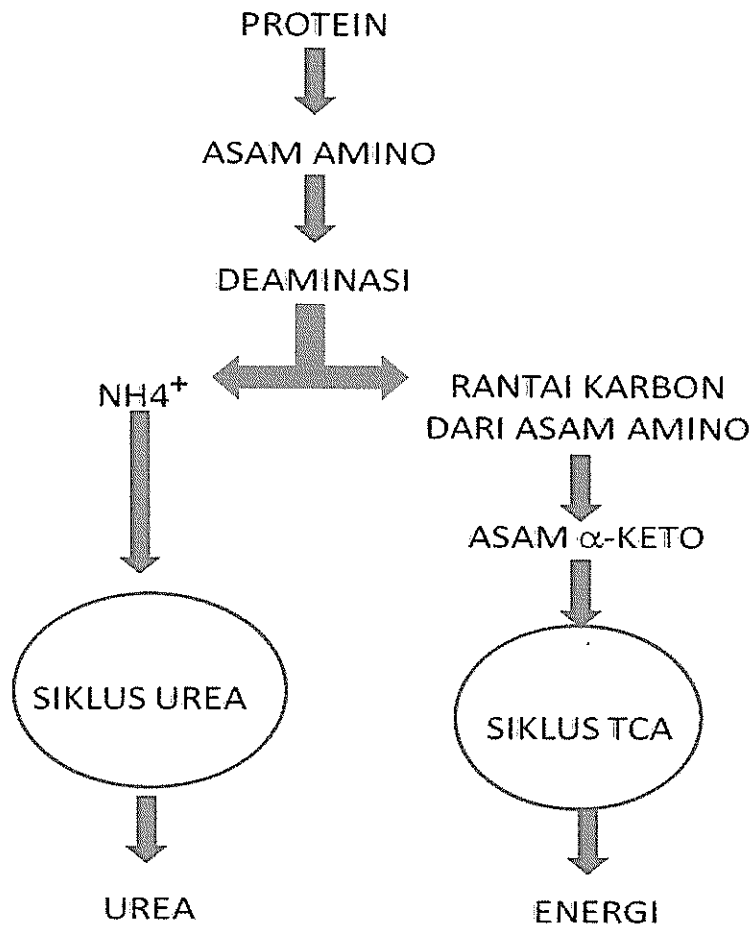 PROTEIN
ASAM AMINO
DEAMINASI
NH4⁺
RANTAI KARBON
DARI ASAM AMINO
ASAM α-KETO
SIKLUS UREA
SIKLUS TCA
UREA
ENERGI